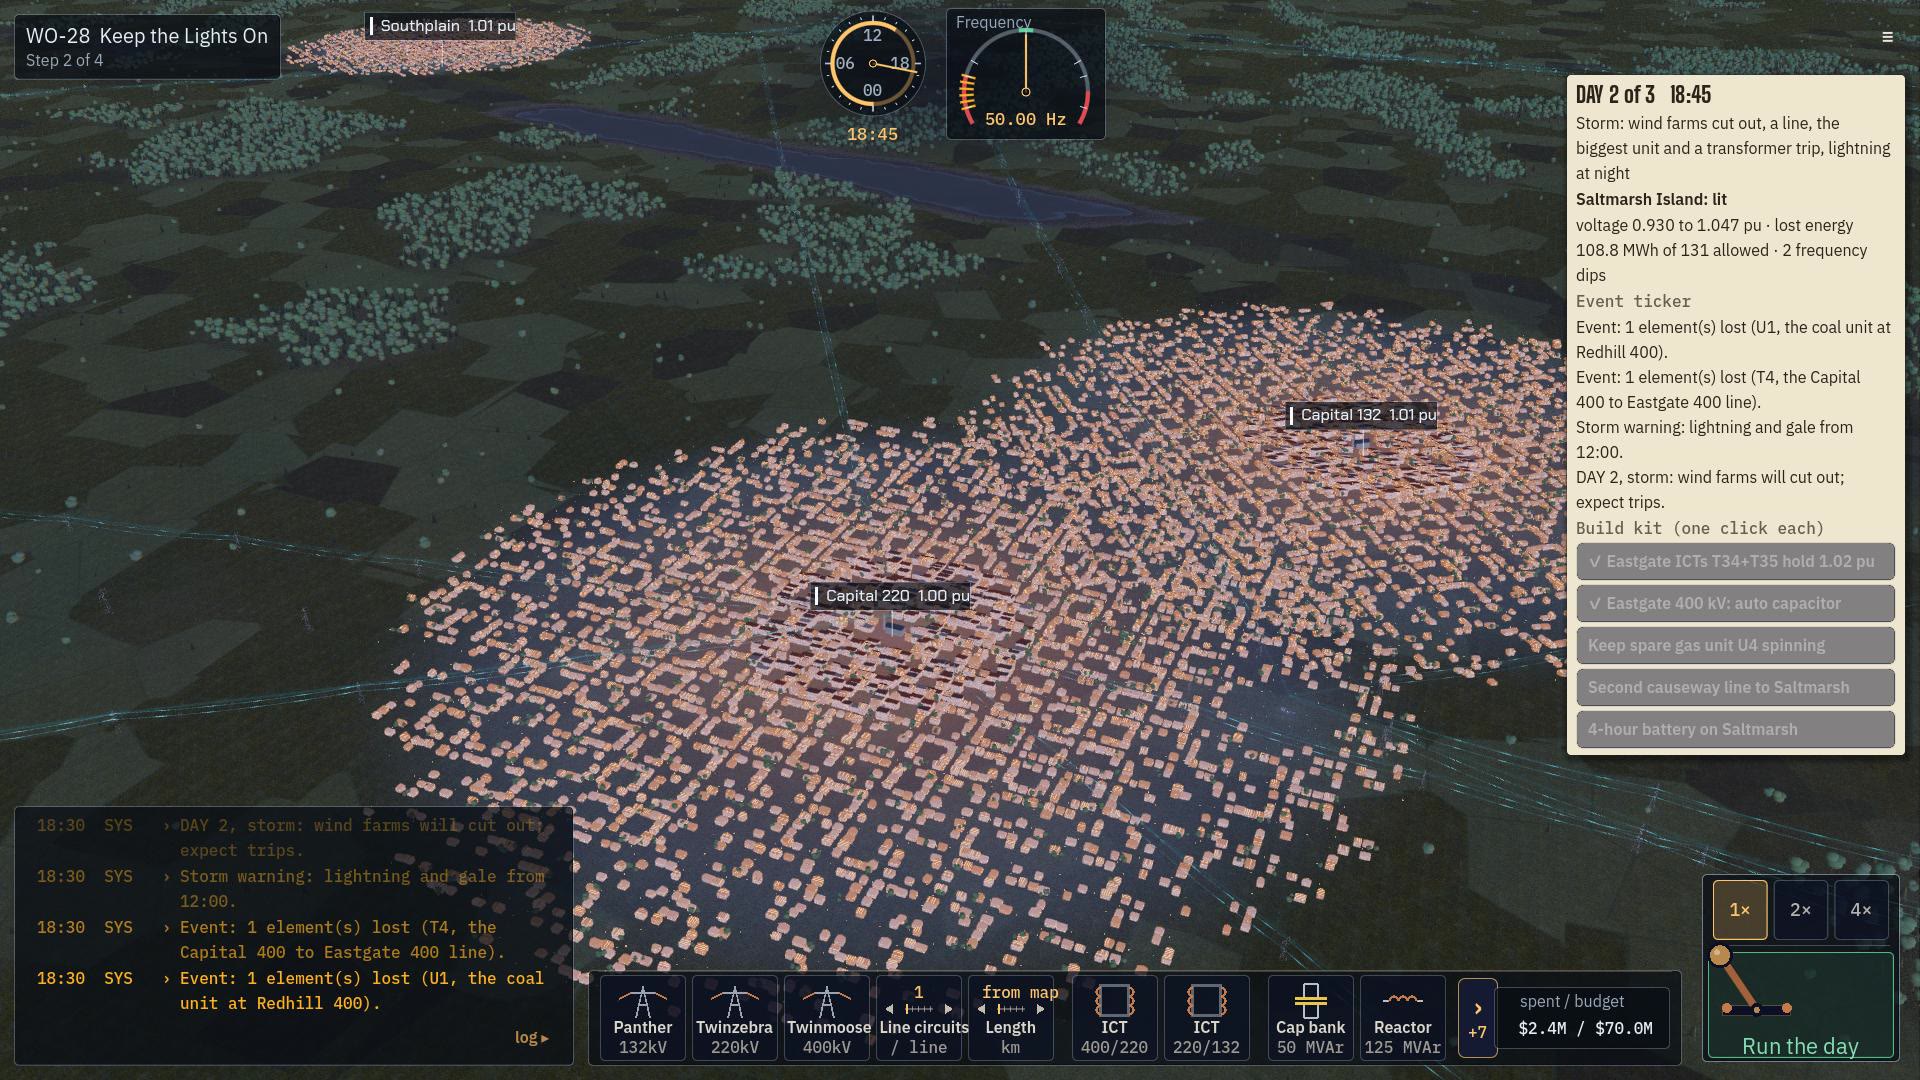 WO-28 Keep the Lights On
Step 2 of 4
Southplain 1.01 pu
12
06
18
00
18:45
Frequency
50.00 Hz
≡
DAY 2 of 3 18:45
Storm: wind farms cut out, a line, the
biggest unit and a transformer trip, lightning
at night
Saltmarsh Island: lit
voltage 0.930 to 1.047 pu · lost energy
108.8 MWh of 131 allowed · 2 frequency
dips
Event ticker
Event: 1 element(s) lost (U1, the coal unit at
Redhill 400).
Event: 1 element(s) lost (T4, the Capital
400 to Eastgate 400 line).
Storm warning: lightning and gale from
12:00.
DAY 2, storm: wind farms will cut out;
expect trips.
Build kit (one click each)
✓ Eastgate ICTs T34+T35 hold 1.02 pu
✓ Eastgate 400 kV: auto capacitor
Keep spare gas unit U4 spinning
Second causeway line to Saltmarsh
4-hour battery on Saltmarsh
Capital 132 1.01 pu
Capital 220 1.00 pu
18:30 SYS › DAY 2, storm: wind farms will cut out;
expect trips.
18:30 SYS › Storm warning: lightning and gale from
12:00.
18:30 SYS › Event: 1 element(s) lost (T4, the
Capital 400 to Eastgate 400 line).
18:30 SYS › Event: 1 element(s) lost (U1, the coal
unit at Redhill 400).
log ▸
Panther
132kV
Twinzebra
220kV
Twinmoose
400kV
1
Line circuits
/ line
from map
Length
km
ICT
400/220
ICT
220/132
Cap bank
50 MVAr
Reactor
125 MVAr
›
+7
spent / budget
$2.4M / $70.0M
1×
2×
4×
Run the day